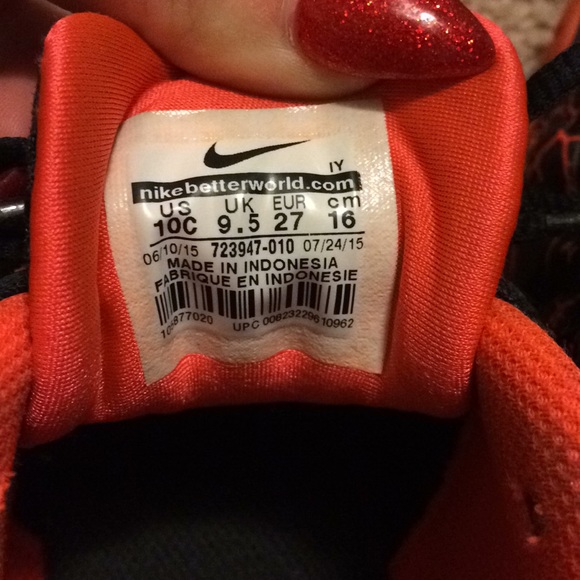 IY
nikebetterworld.com
US UK EUR cm
10C 9.5 27 16
06/10/15 723947-010 07/24/15
MADE IN INDONESIA
FABRIQUE EN INDONESIE
UPC 00823229610962